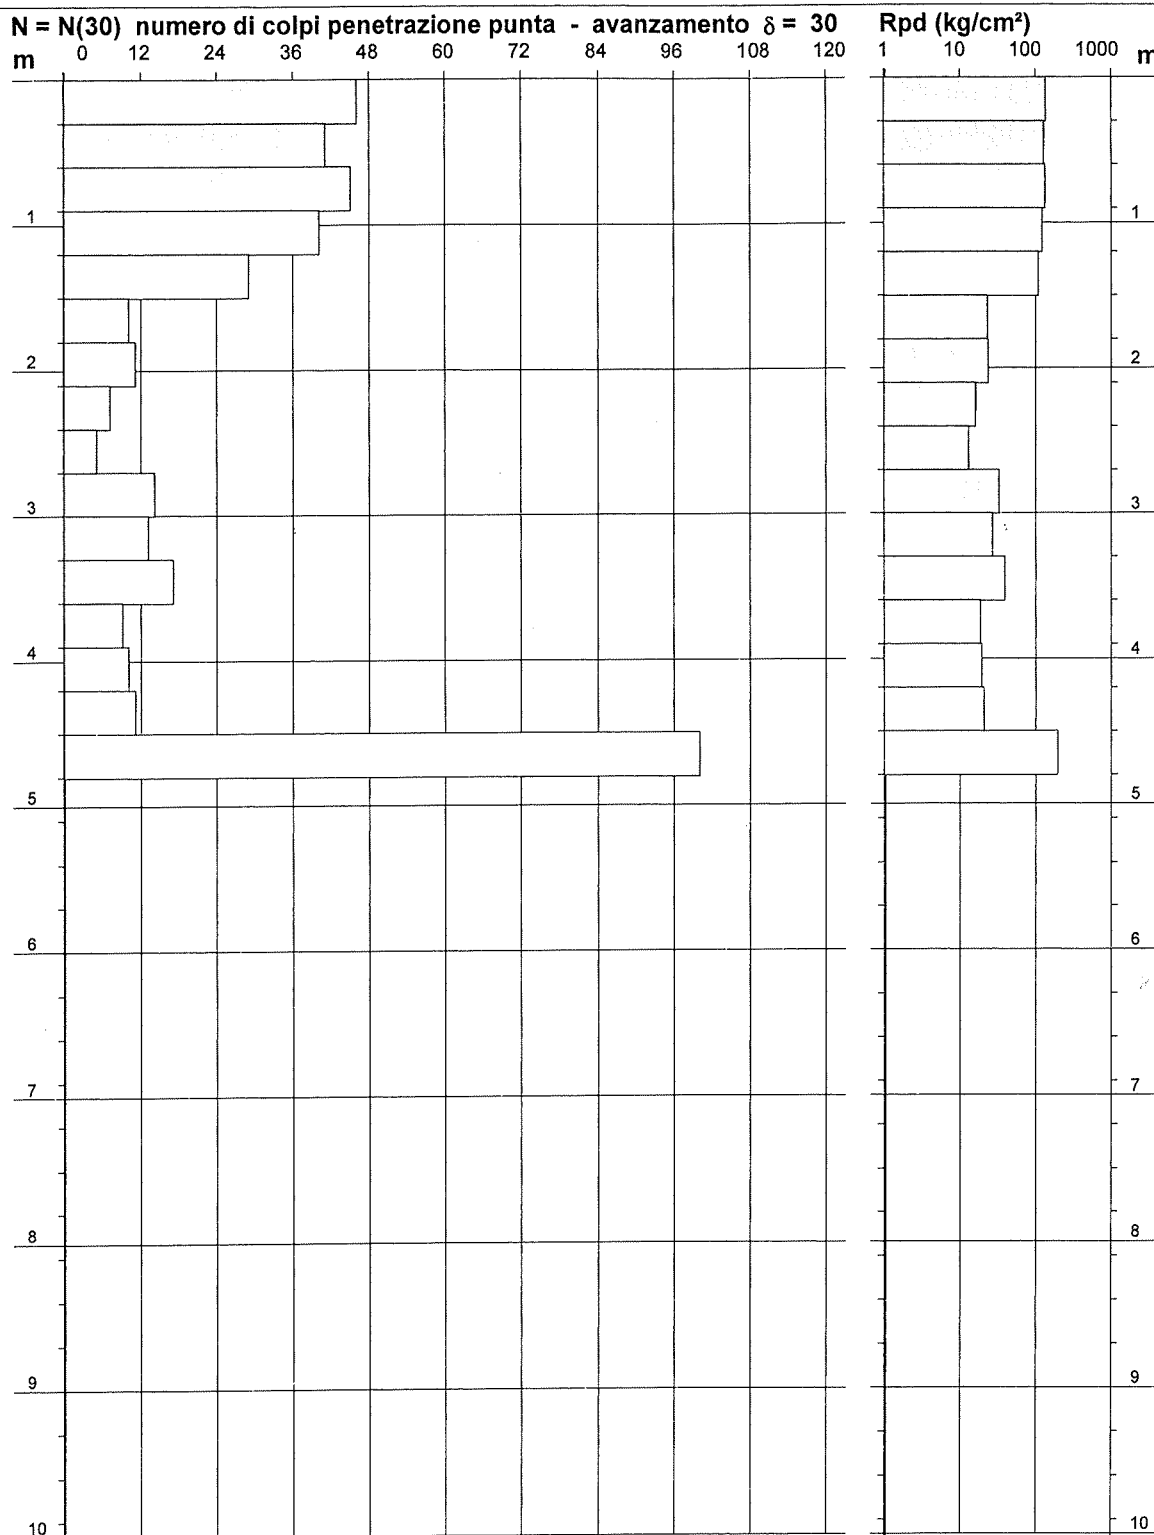 N = N(30) numero di colpi penetrazione punta - avanzamento δ = 30
Rpd (kg/cm²)
m 0 12 24 36 48 60 72 84 96 108 120
1 10 100 1000 m
1 1
2 2
3 3
4 4
5 5
6 6
7 7
8 8
9 9
10 10